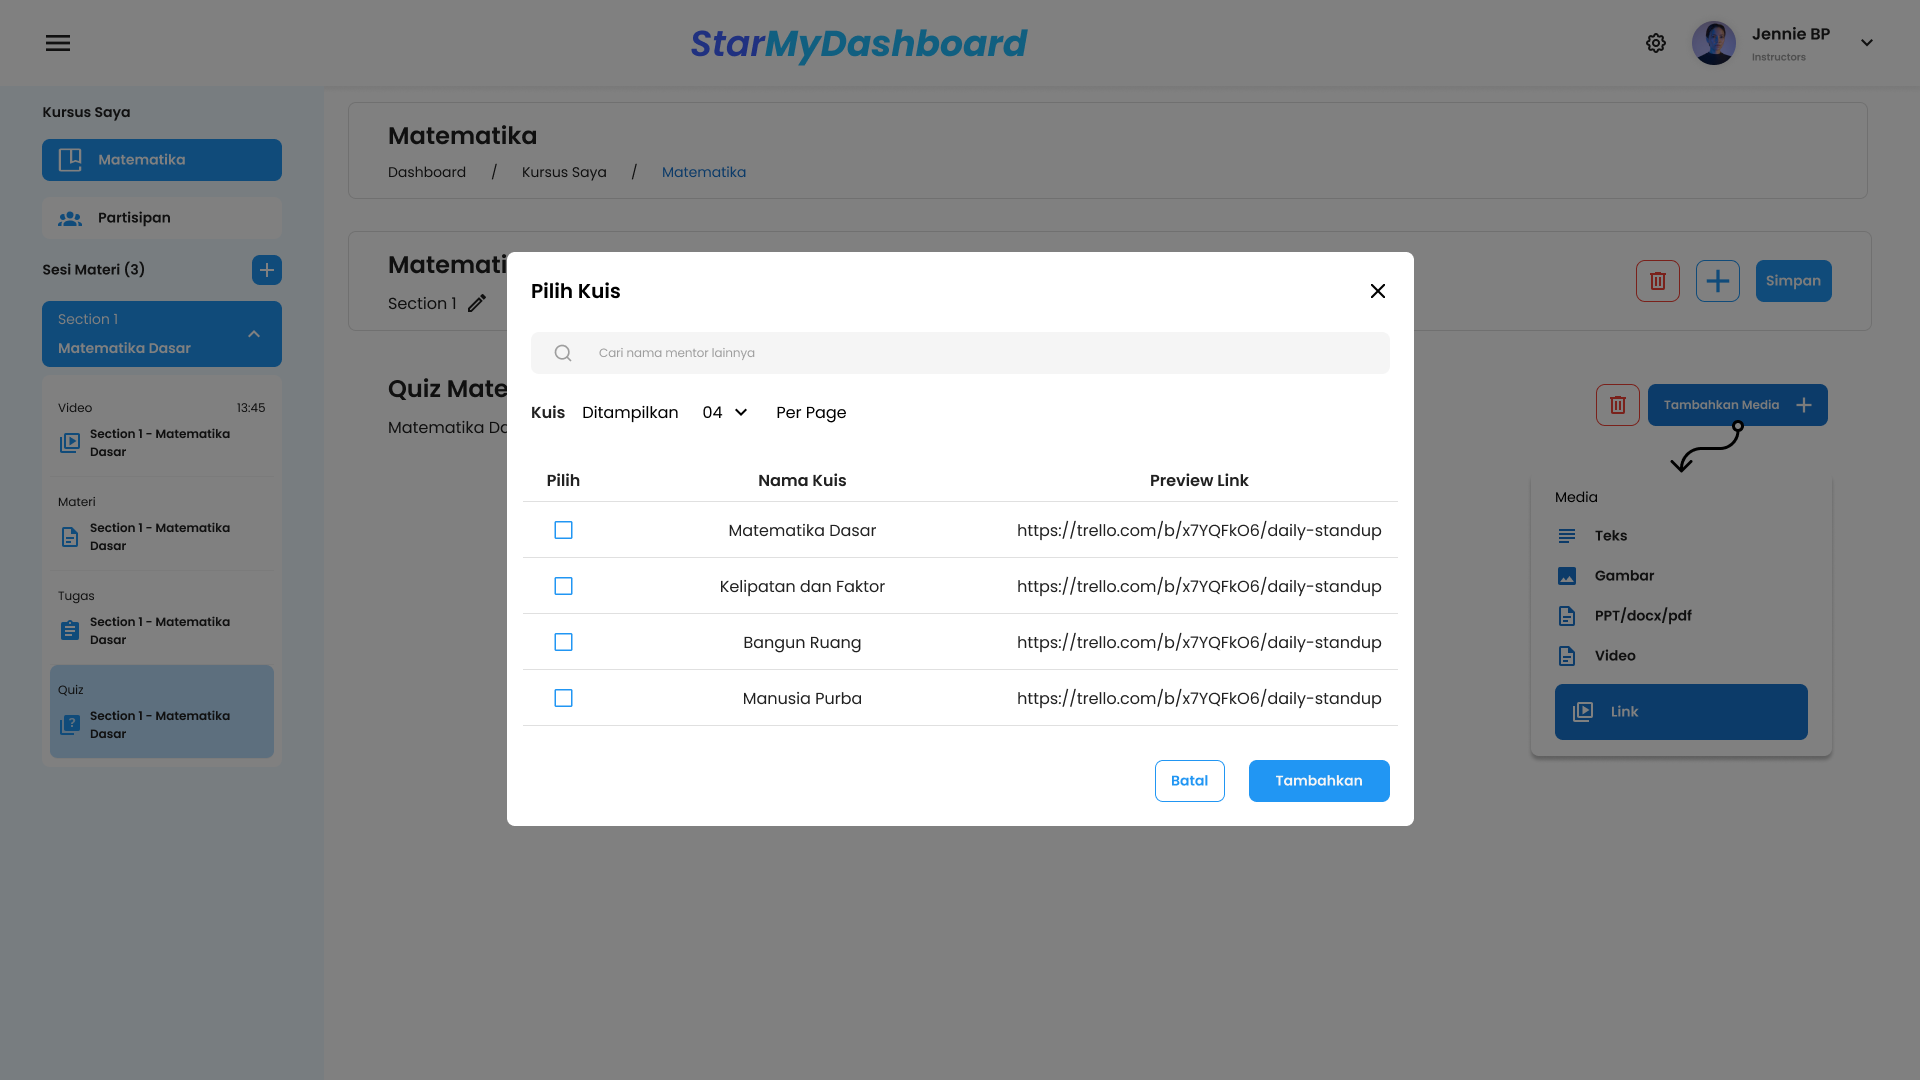 StarMyDashboard
Jennie BP
Instructors
Kursus Saya
Matematika
Partisipan
Sesi Materi (3)
Section 1
Matematika Dasar
Video 13:45
Section 1 - Matematika
Dasar
Materi
Section 1 - Matematika
Dasar
Tugas
Section 1 - Matematika
Dasar
Quiz
Section 1 - Matematika
Dasar
Matematika
Dashboard / Kursus Saya / Matematika
Matemati
Section 1
Simpan
Quiz Mate
Matematika Da
Tambahkan Media
Media
Teks
Gambar
PPT/docx/pdf
Video
Link
Pilih Kuis
Cari nama mentor lainnya
Kuis Ditampilkan 04 Per Page
Pilih Nama Kuis Preview Link
Matematika Dasar https://trello.com/b/x7YQFkO6/daily-standup
Kelipatan dan Faktor https://trello.com/b/x7YQFkO6/daily-standup
Bangun Ruang https://trello.com/b/x7YQFkO6/daily-standup
Manusia Purba https://trello.com/b/x7YQFkO6/daily-standup
Batal Tambahkan